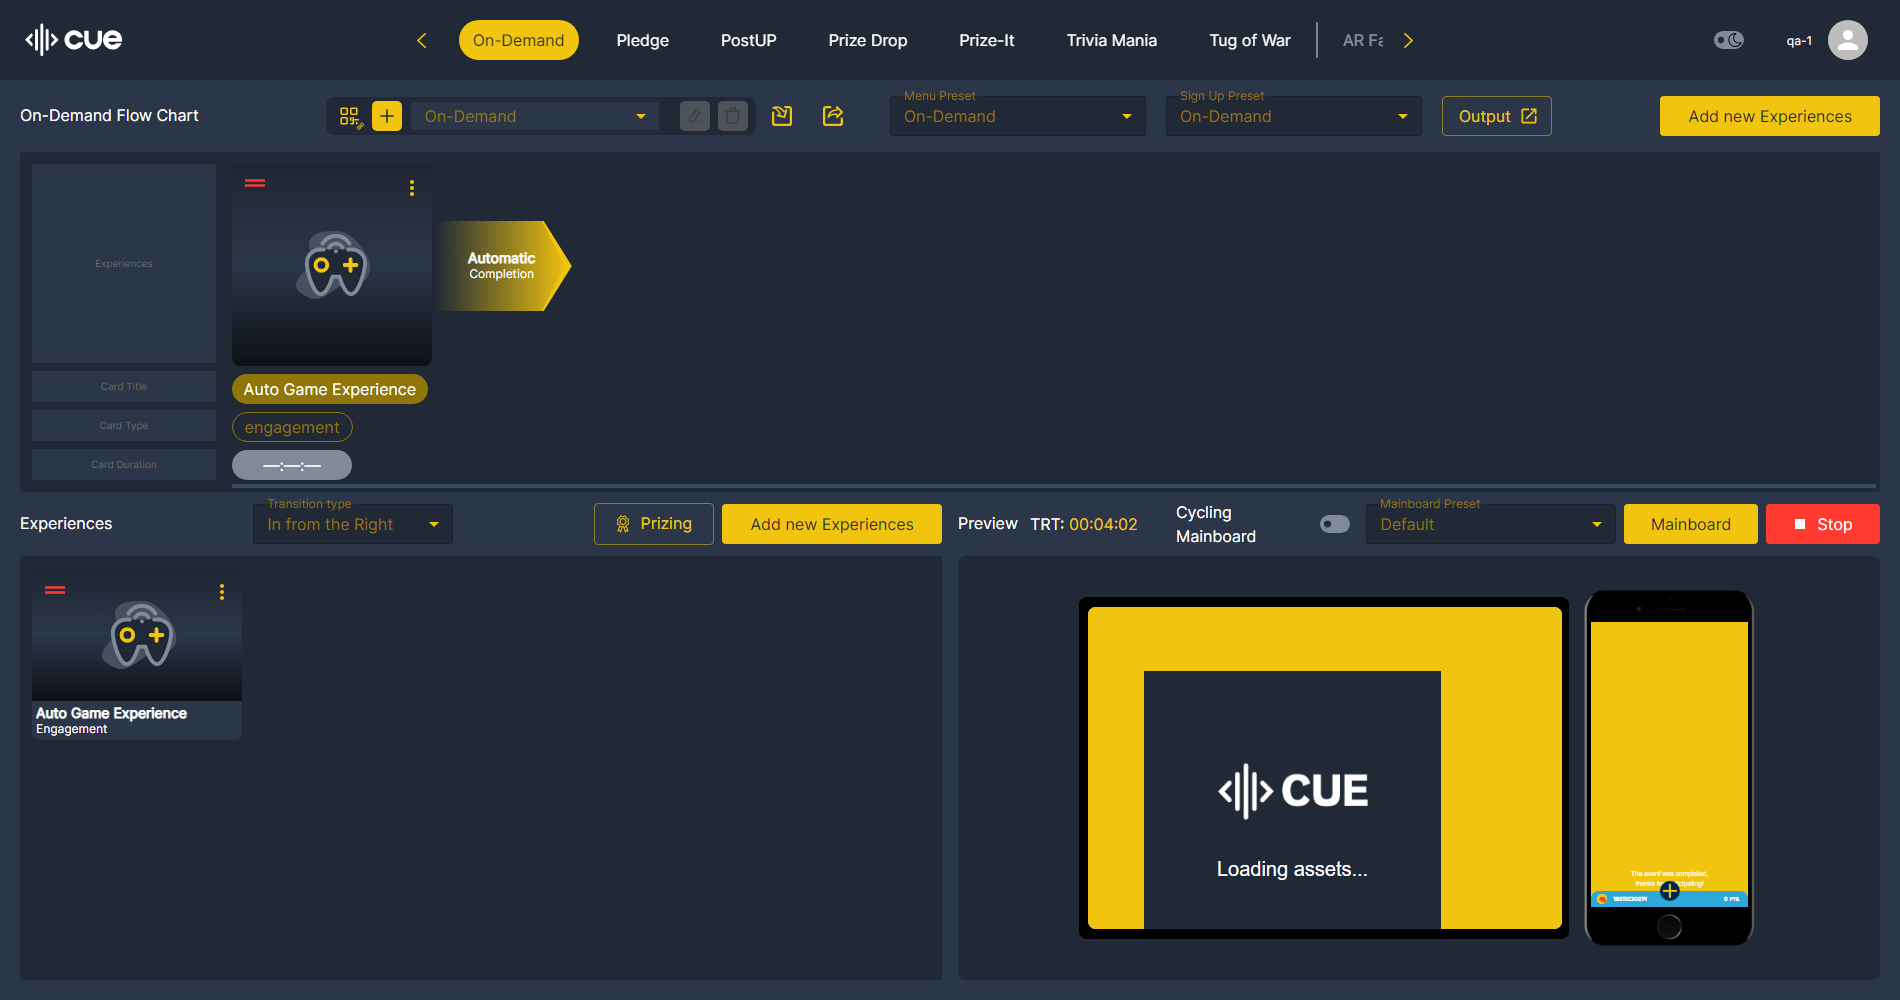 CUE
On-Demand
Pledge
PostUP
Prize Drop
Prize-It
Trivia Mania
Tug of War
AR Fa
qa-1
On-Demand Flow Chart
On-Demand
Menu Preset
On-Demand
Sign Up Preset
On-Demand
Output
Add new Experiences
Experiences
Automatic
Completion
Card Title
Auto Game Experience
Card Type
engagement
Card Duration
—:—:—
Experiences
Transition type
In from the Right
Prizing
Add new Experiences
Preview
TRT: 00:04:02
Cycling
Mainboard
Mainboard Preset
Default
Mainboard
Stop
Auto Game Experience
Engagement
CUE
Loading assets...
The event was completed,
0 PTS.